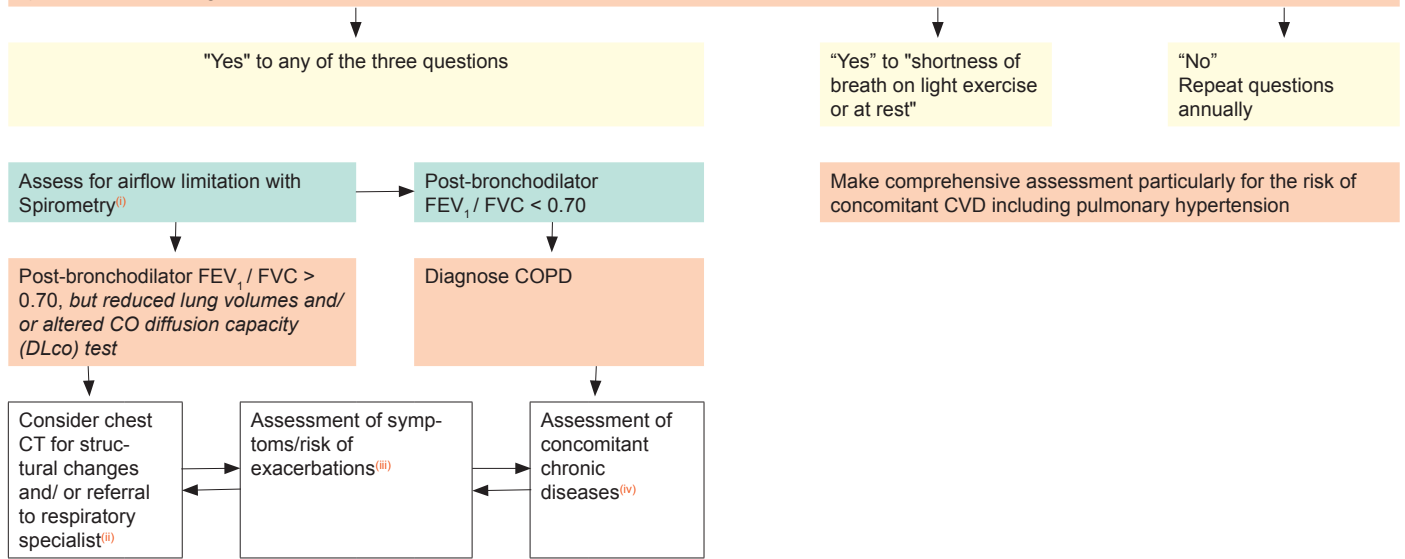 "Yes" to any of the three questions
“Yes” to "shortness of
breath on light exercise
or at rest"
“No”
Repeat questions
annually
Assess for airflow limitation with
Spirometry(i)
Post-bronchodilator
FEV1 / FVC < 0.70
Make comprehensive assessment particularly for the risk of
concomitant CVD including pulmonary hypertension
Post-bronchodilator FEV1 / FVC >
0.70, but reduced lung volumes and/
or altered CO diffusion capacity
(DLco) test
Diagnose COPD
Consider chest
CT for struc-
tural changes
and/ or referral
to respiratory
specialist(ii)
Assessment of symp-
toms/risk of
exacerbations(iii)
Assessment of
concomitant
chronic
diseases(iv)